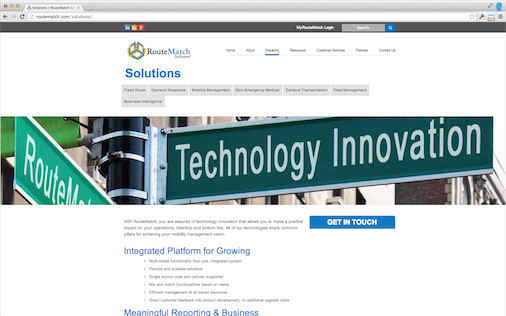 Solutions | RouteMatch So
routematch.com/solutions/
MyRouteMatch Login
Search
RouteMatch
Software
Home About Solutions Resources Customer Services Partners Contact Us
Solutions
Fixed Route Demand Response Mobility Management Non-Emergency Medical Campus Transportation Fleet Management
Business Intelligence
RouteM
Technology Innovation
With RouteMatch, you are assured of technology innovation that allows you to make a positive
impact on your operations, ridership and bottom line. All of our technologies share common
pillars for achieving your mobility management vision.
GET IN TOUCH
Integrated Platform for Growing
Multi-modal functionality from one, integrated system
Flexible and scalable solutions
Single source costs and natively supported
Mix and match functionalities based on needs
Efficient management of all transit resources
Direct customer feedback into product development; no additional upgrade costs
Meaningful Reporting & Business